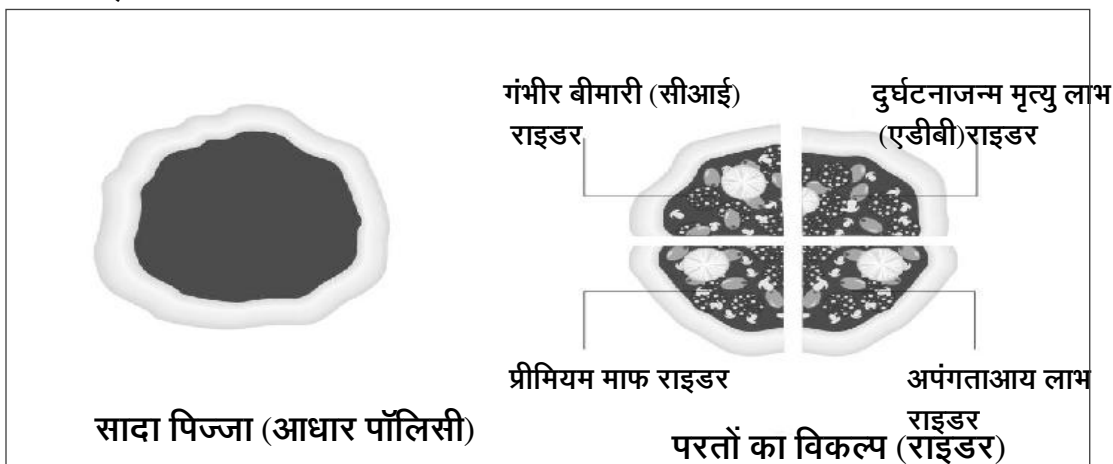 गंभीर बीमारी (सीआई)
राइडर
दुर्घटनाजन्म मृत्यु लाभ
(एडीबी)राइडर
प्रीमियम माफ राइडर
अपंगताआय लाभ
राइडर
सादा पिज्जा (आधार पॉलिसी)
परतों का विकल्प (राइडर)